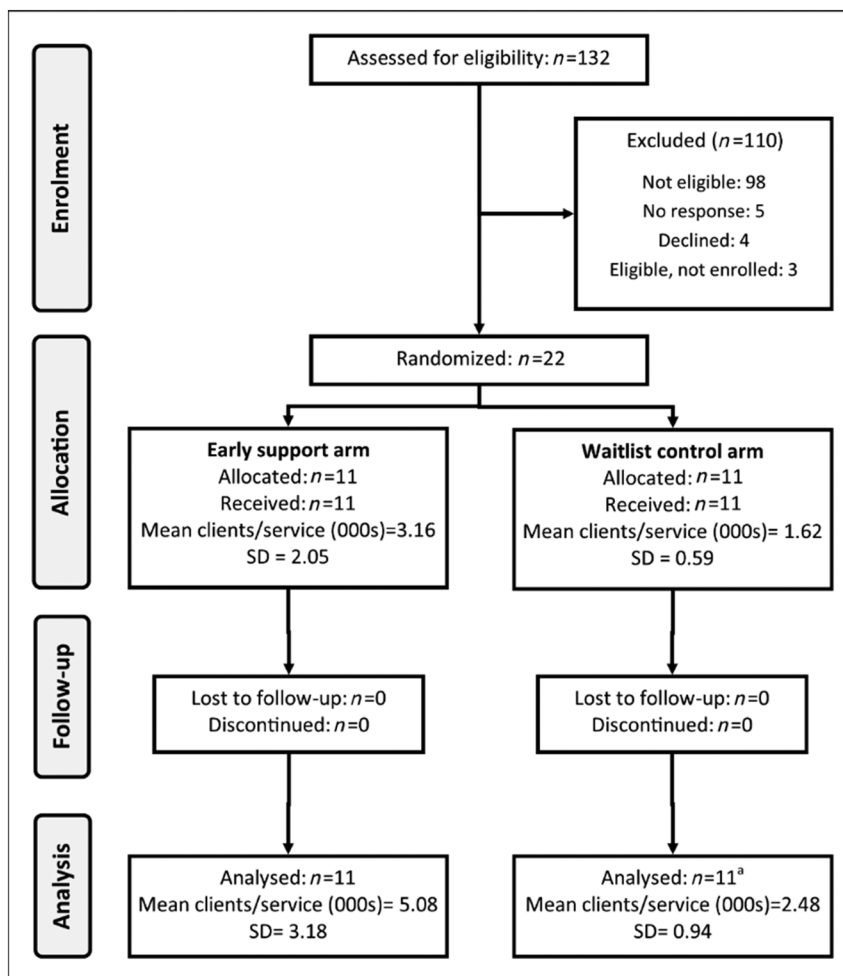 Enrolment
Assessed for eligibility: n=132
Excluded (n=110)
Not eligible: 98
No response: 5
Declined: 4
Eligible, not enrolled: 3
Allocation
Randomized: n=22
Early support arm
Allocated: n=11
Received: n=11
Mean clients/service (000s)=3.16
SD = 2.05
Waitlist control arm
Allocated: n=11
Received: n=11
Mean clients/service (000s)= 1.62
SD = 0.59
Follow-up
Lost to follow-up: n=0
Discontinued: n=0
Lost to follow-up: n=0
Discontinued: n=0
Analysis
Analysed: n=11
Mean clients/service (000s)= 5.08
SD= 3.18
Analysed: n=11ᵃ
Mean clients/service (000s)=2.48
SD= 0.94